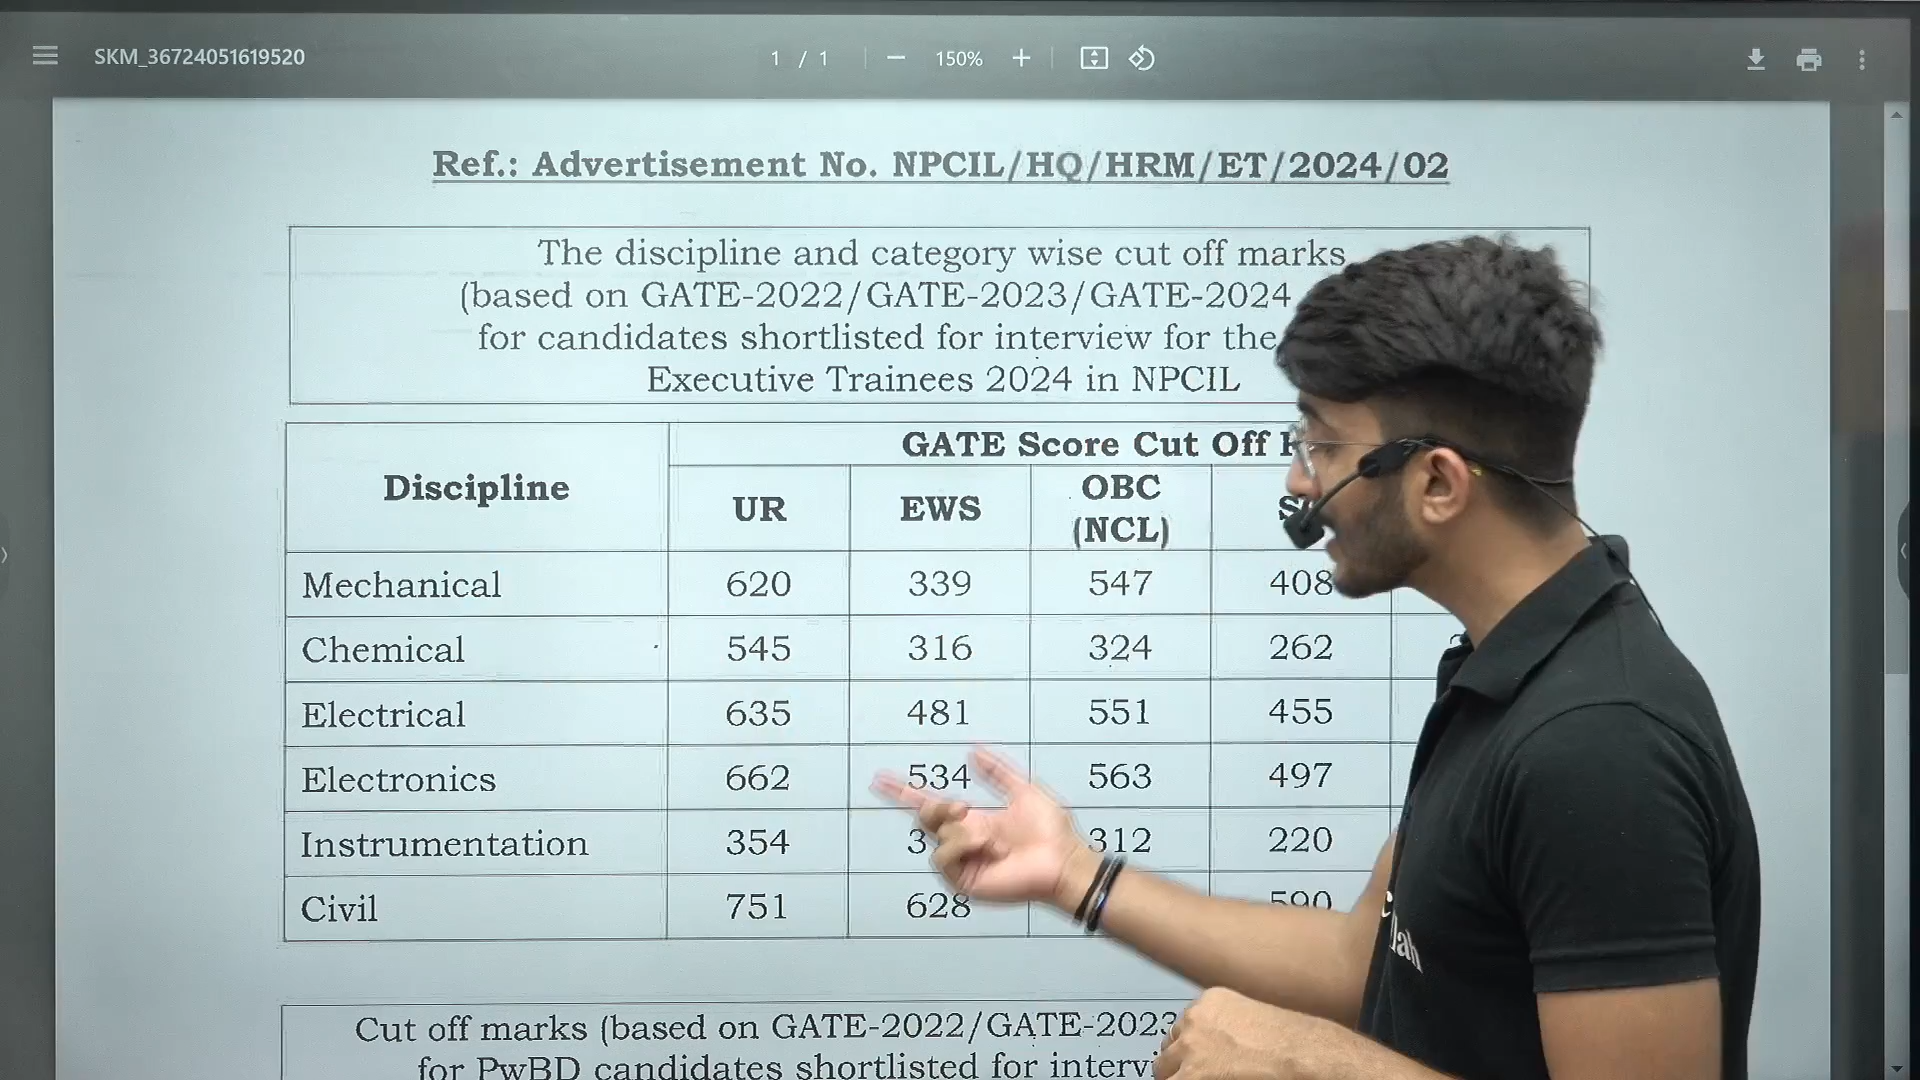 SKM_36724051619520
1 / 1
150%
Ref.: Advertisement No. NPCIL/HQ/HRM/ET/2024/02
The discipline and category wise cut off marks
(based on GATE-2022/GATE-2023/GATE-2024
for candidates shortlisted for interview for the
Executive Trainees 2024 in NPCIL
Discipline
GATE Score Cut Off
UR EWS OBC
(NCL)
Mechanical 620 339 547 408
Chemical 545 316 324 262
Electrical 635 481 551 455
Electronics 662 534 563 497
Instrumentation 354 312 220
Civil 751 628 590
Cut off marks (based on GATE-2022/GATE-2023
for PwBD candidates shortlisted for